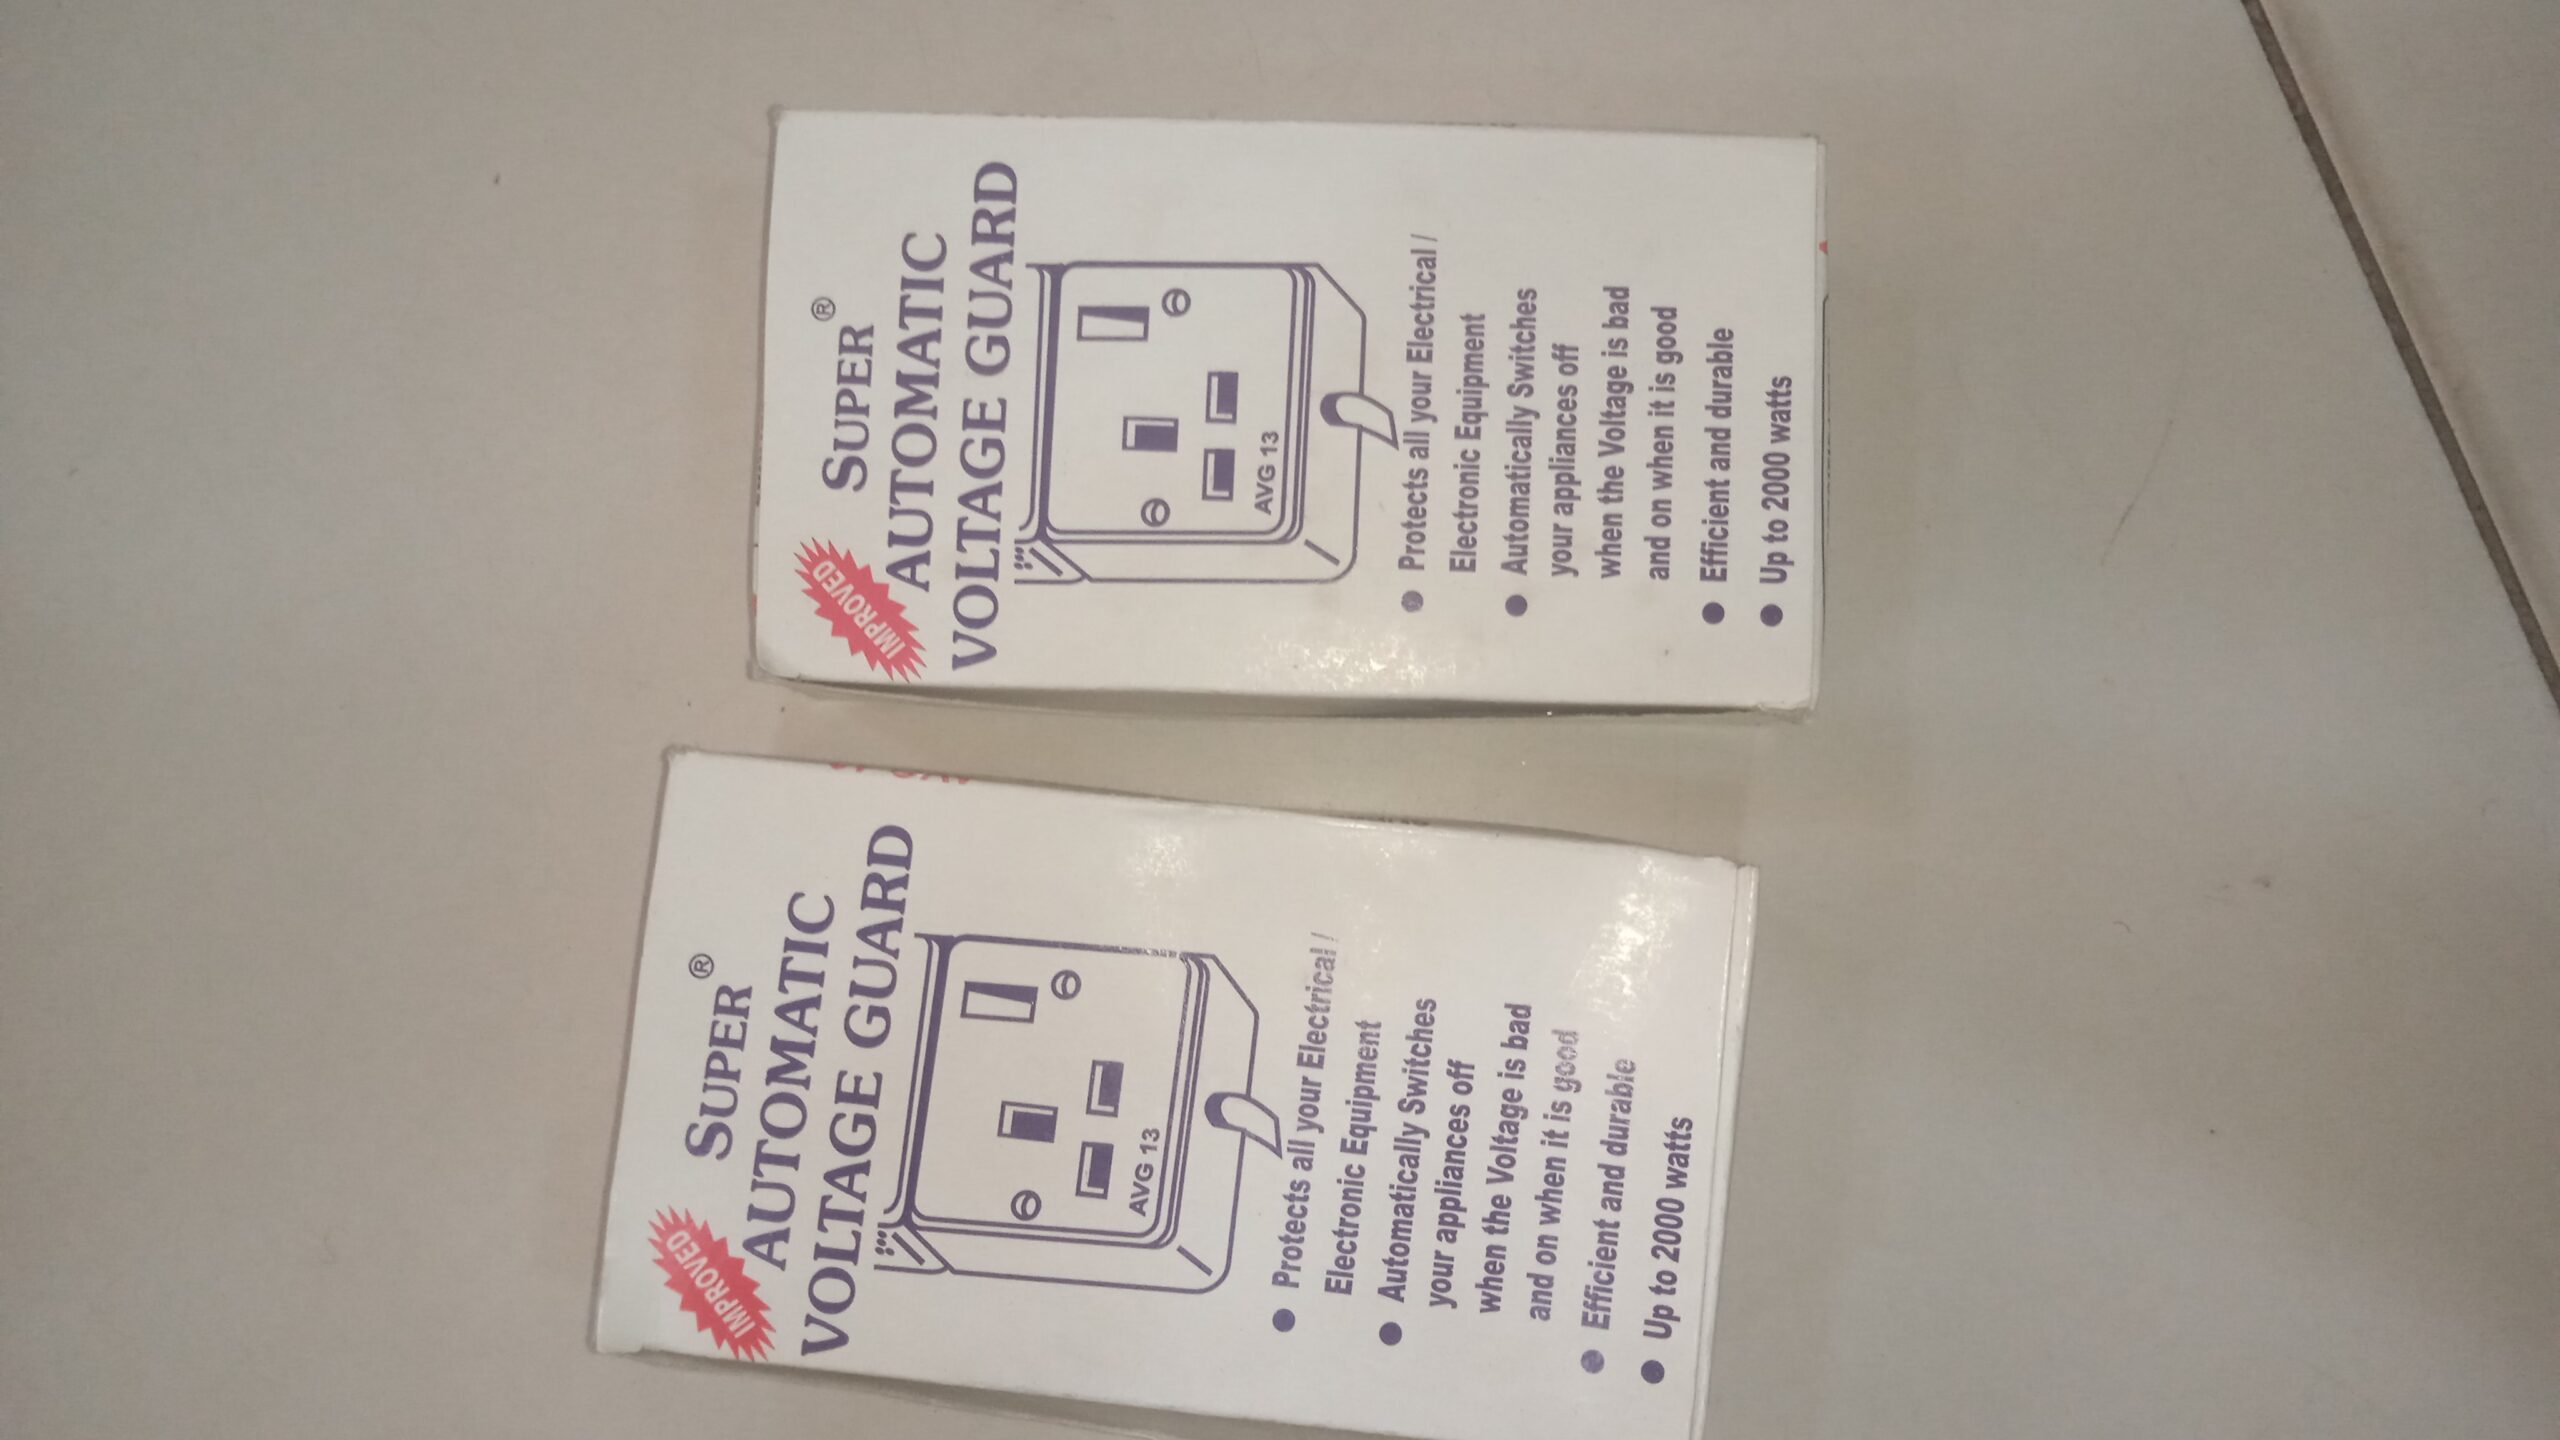 IMPROVED
SUPER®
AUTOMATIC
VOLTAGE GUARD
AVG 13
● Protects all your Electrical /
Electronic Equipment
● Automatically Switches
your appliances off
when the Voltage is bad
and on when it is good
● Efficient and durable
● Up to 2000 watts
IMPROVED
SUPER®
AUTOMATIC
VOLTAGE GUARD
AVG 13
● Protects all your Electrical /
Electronic Equipment
● Automatically Switches
your appliances off
when the Voltage is bad
and on when it is good
● Efficient and durable
● Up to 2000 watts